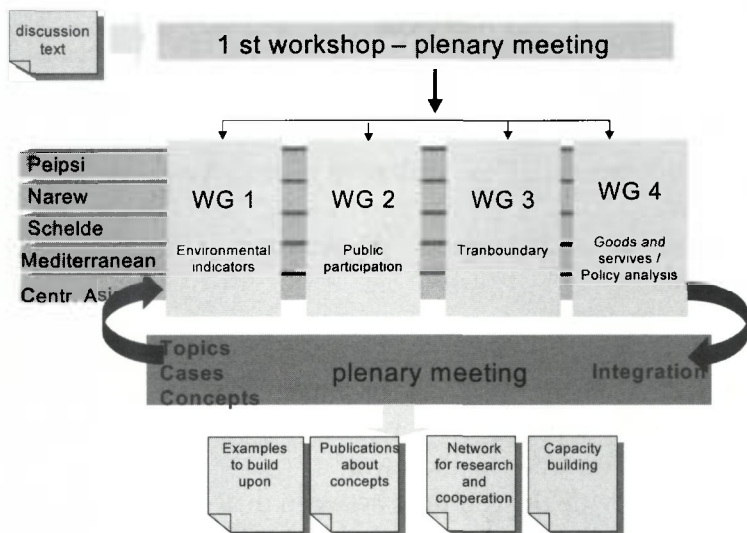 discussion
text
1 st workshop – plenary meeting
Peipsi
Narew
Schelde
Mediterranean
Centr. Asia
WG 1
Environmental
indicators
WG 2
Public
participation
WG 3
Tranboundary
WG 4
Goods and
servives /
Policy analysis
Topics
Cases
Concepts
plenary meeting
Integration
Examples
to build
upon
Publications
about
concepts
Network
for research
and
cooperation
Capacity
building